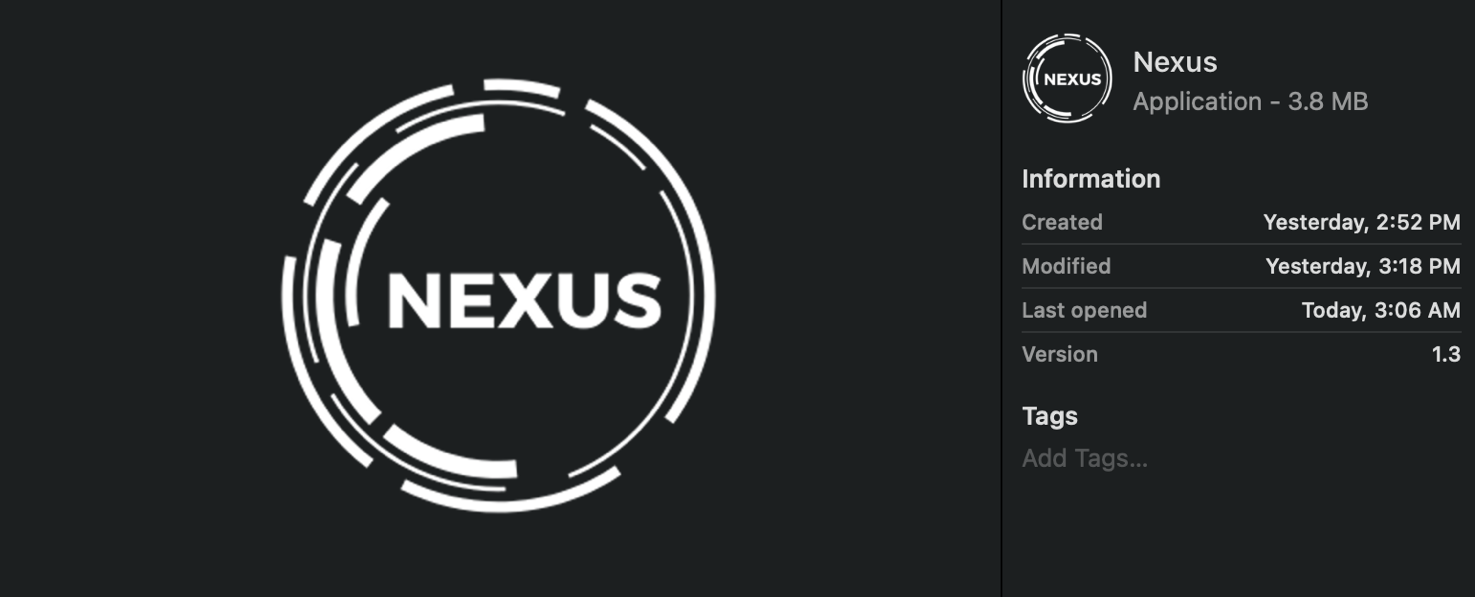 NEXUS
NEXUS
Nexus
Application - 3.8 MB
Information
Created Yesterday, 2:52 PM
Modified Yesterday, 3:18 PM
Last opened Today, 3:06 AM
Version 1.3
Tags
Add Tags...